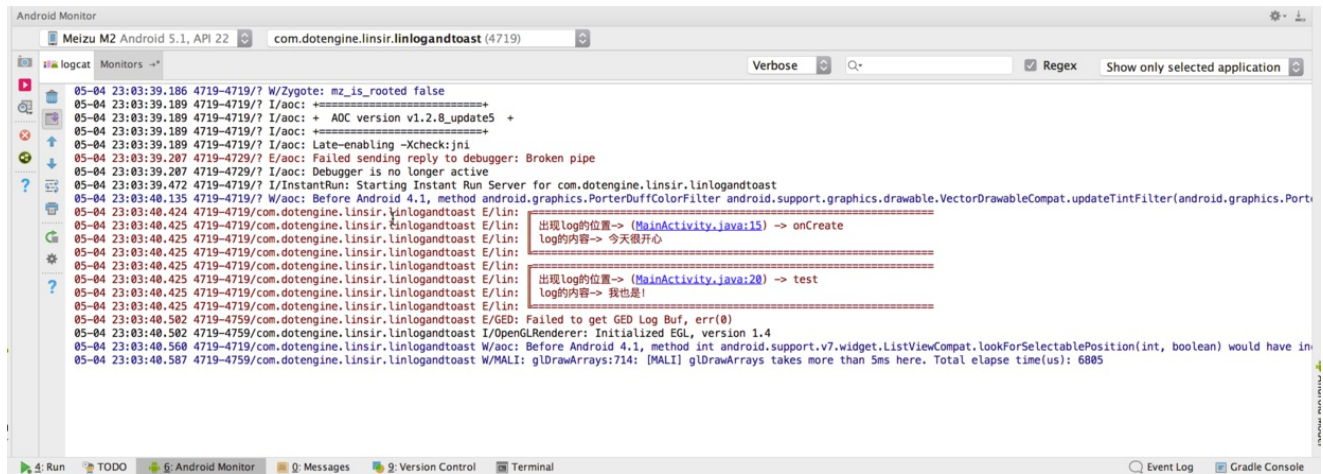 Android Monitor
Meizu M2 Android 5.1, API 22 com.dotengine.linsir.linlogandtoast (4719)
logcat Monitors →" Verbose Regex Show only selected application
05-04 23:03:39.186 4719-4719/? W/Zygote: mz_is_rooted false
05-04 23:03:39.189 4719-4719/? I/aoc: +==========================+
05-04 23:03:39.189 4719-4719/? I/aoc: + AOC version v1.2.8_update5 +
05-04 23:03:39.189 4719-4719/? I/aoc: +==========================+
05-04 23:03:39.189 4719-4719/? I/aoc: Late-enabling -Xcheck:jni
05-04 23:03:39.207 4719-4729/? E/aoc: Failed sending reply to debugger: Broken pipe
05-04 23:03:39.207 4719-4729/? I/aoc: Debugger is no longer active
05-04 23:03:39.472 4719-4719/? I/InstantRun: Starting Instant Run Server for com.dotengine.linsir.linlogandtoast
05-04 23:03:40.135 4719-4719/? W/aoc: Before Android 4.1, method android.graphics.PorterDuffColorFilter android.support.graphics.drawable.VectorDrawableCompat.updateTintFilter(android.graphics.Port
05-04 23:03:40.424 4719-4719/com.dotengine.linsir.linlogandtoast E/lin: ╔══════════════════════════════
05-04 23:03:40.425 4719-4719/com.dotengine.linsir.linlogandtoast E/lin: ║ 出现log的位置-> (MainActivity.java:15) -> onCreate
05-04 23:03:40.425 4719-4719/com.dotengine.linsir.linlogandtoast E/lin: ║ log的内容-> 今天很开心
05-04 23:03:40.425 4719-4719/com.dotengine.linsir.linlogandtoast E/lin: ╚══════════════════════════════
05-04 23:03:40.425 4719-4719/com.dotengine.linsir.linlogandtoast E/lin: ╔══════════════════════════════
05-04 23:03:40.425 4719-4719/com.dotengine.linsir.linlogandtoast E/lin: ║ 出现log的位置-> (MainActivity.java:20) -> test
05-04 23:03:40.425 4719-4719/com.dotengine.linsir.linlogandtoast E/lin: ║ log的内容-> 我也是!
05-04 23:03:40.425 4719-4719/com.dotengine.linsir.linlogandtoast E/lin: ╚══════════════════════════════
05-04 23:03:40.502 4719-4759/com.dotengine.linsir.linlogandtoast E/GED: Failed to get GED Log Buf, err(0)
05-04 23:03:40.502 4719-4759/com.dotengine.linsir.linlogandtoast I/OpenGLRenderer: Initialized EGL, version 1.4
05-04 23:03:40.560 4719-4719/com.dotengine.linsir.linlogandtoast W/aoc: Before Android 4.1, method int android.support.v7.widget.ListViewCompat.lookForSelectablePosition(int, boolean) would have in
05-04 23:03:40.587 4719-4759/com.dotengine.linsir.linlogandtoast W/MALI: glDrawArrays:714: [MALI] glDrawArrays takes more than 5ms here. Total elapse time(us): 6805
4: Run TODO 6: Android Monitor 0: Messages 9: Version Control Terminal Event Log Gradle Console
Android Model